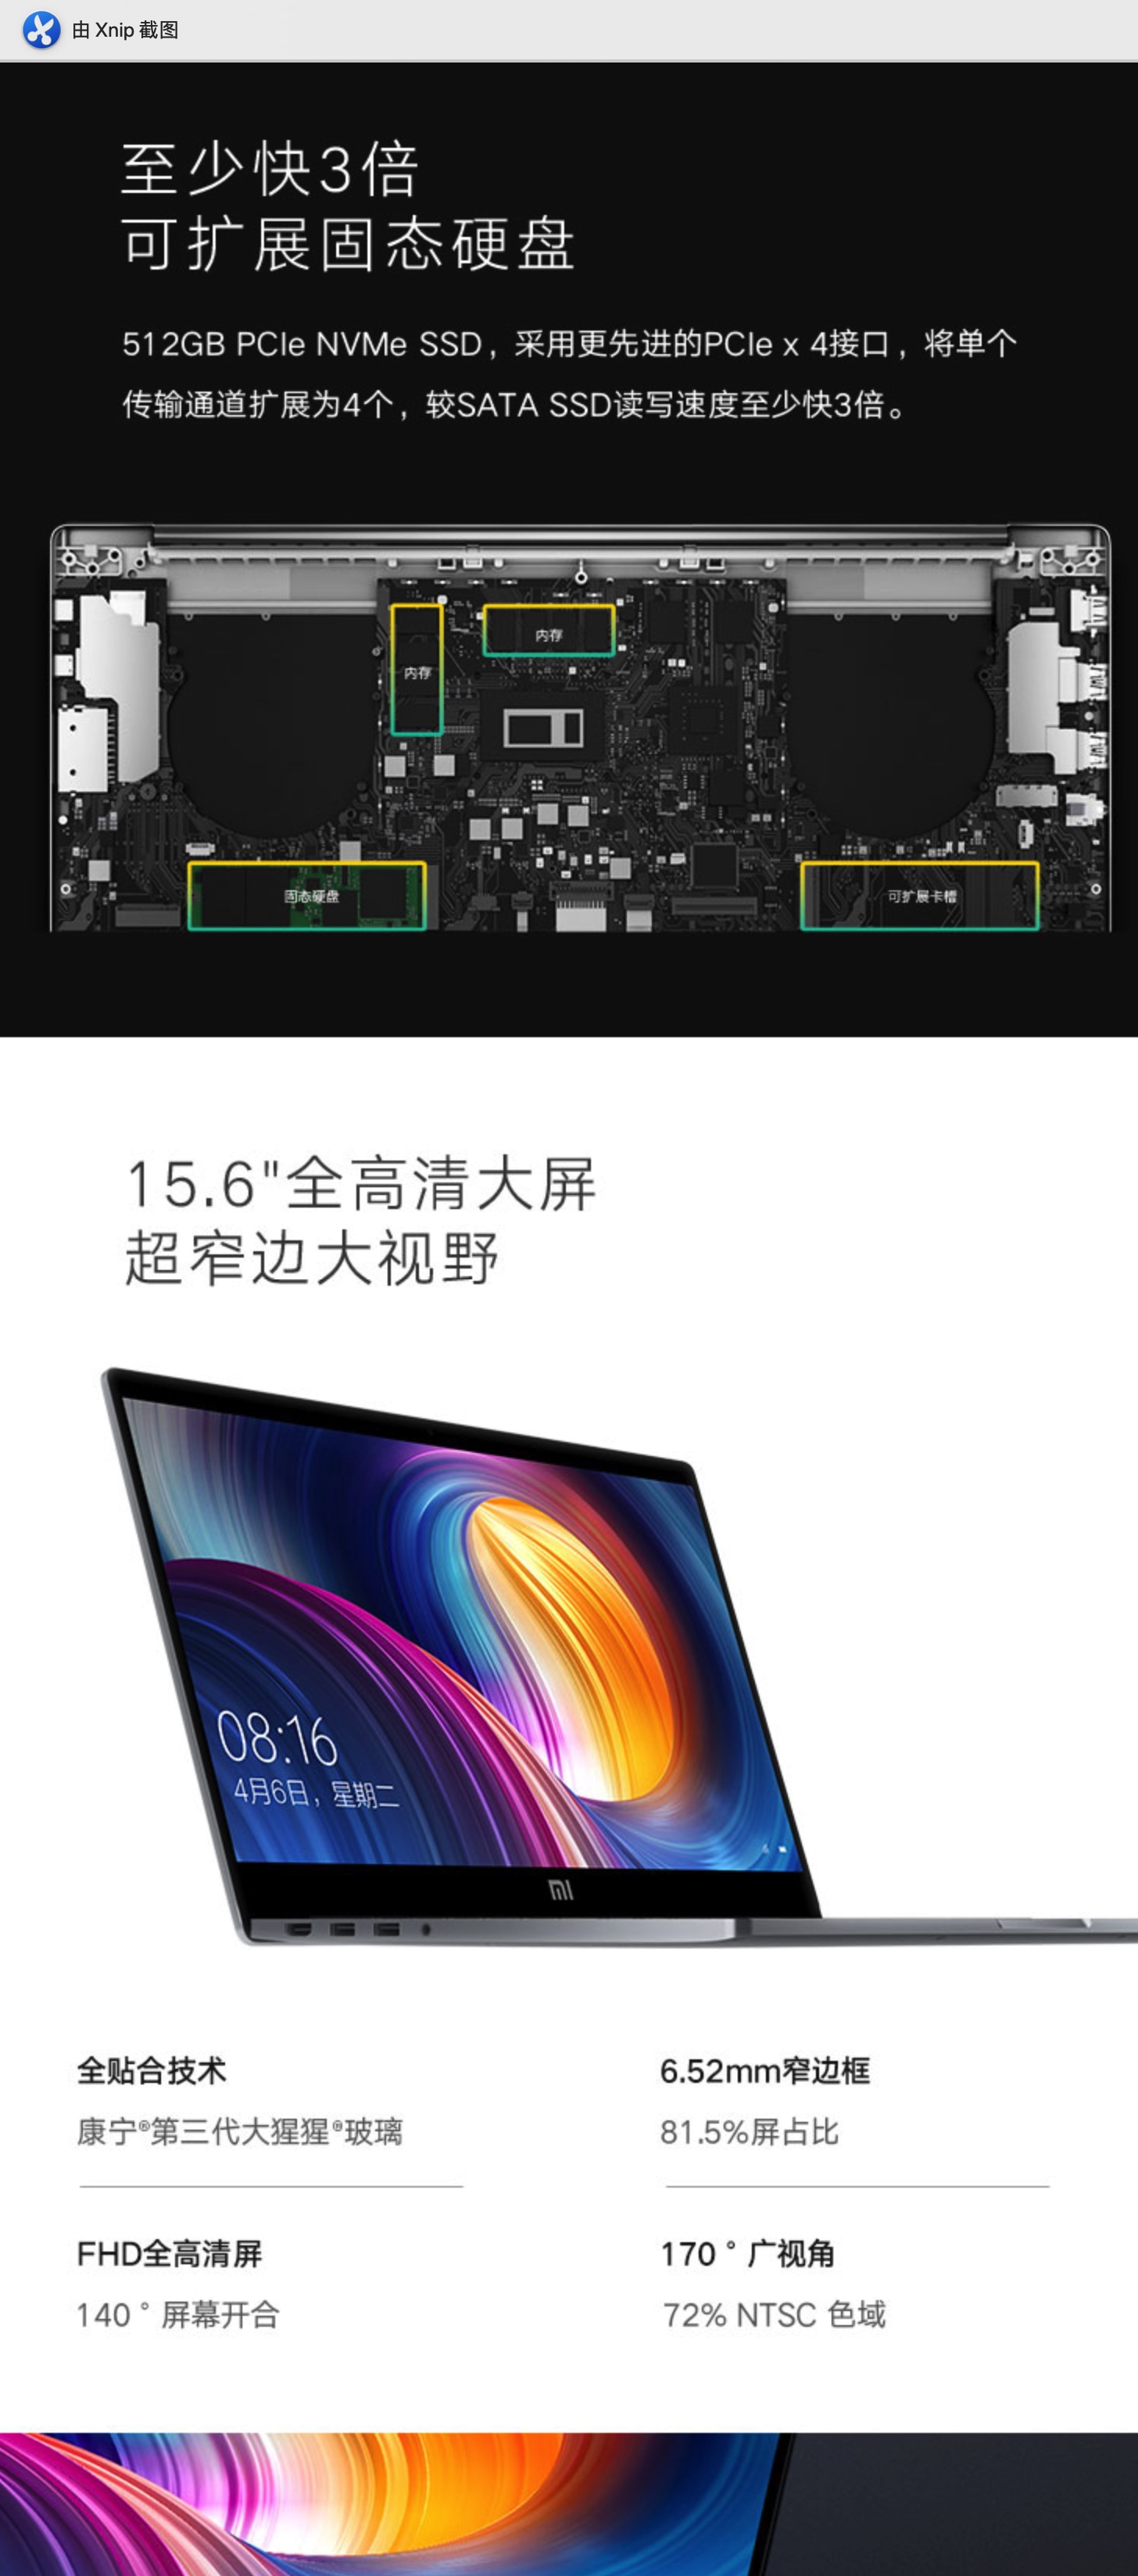 由 Xnip 截图
至少快3倍
可扩展固态硬盘
512GB PCIe NVMe SSD，采用更先进的PCIe x 4接口，将单个
传输通道扩展为4个，较SATA SSD读写速度至少快3倍。
内存
内存
固态硬盘
可扩展卡槽
15.6"全高清大屏
超窄边大视野
08:16
4月6日，星期二
全贴合技术
康宁®第三代大猩猩®玻璃
6.52mm窄边框
81.5%屏占比
FHD全高清屏
140°屏幕开合
170°广视角
72% NTSC 色域